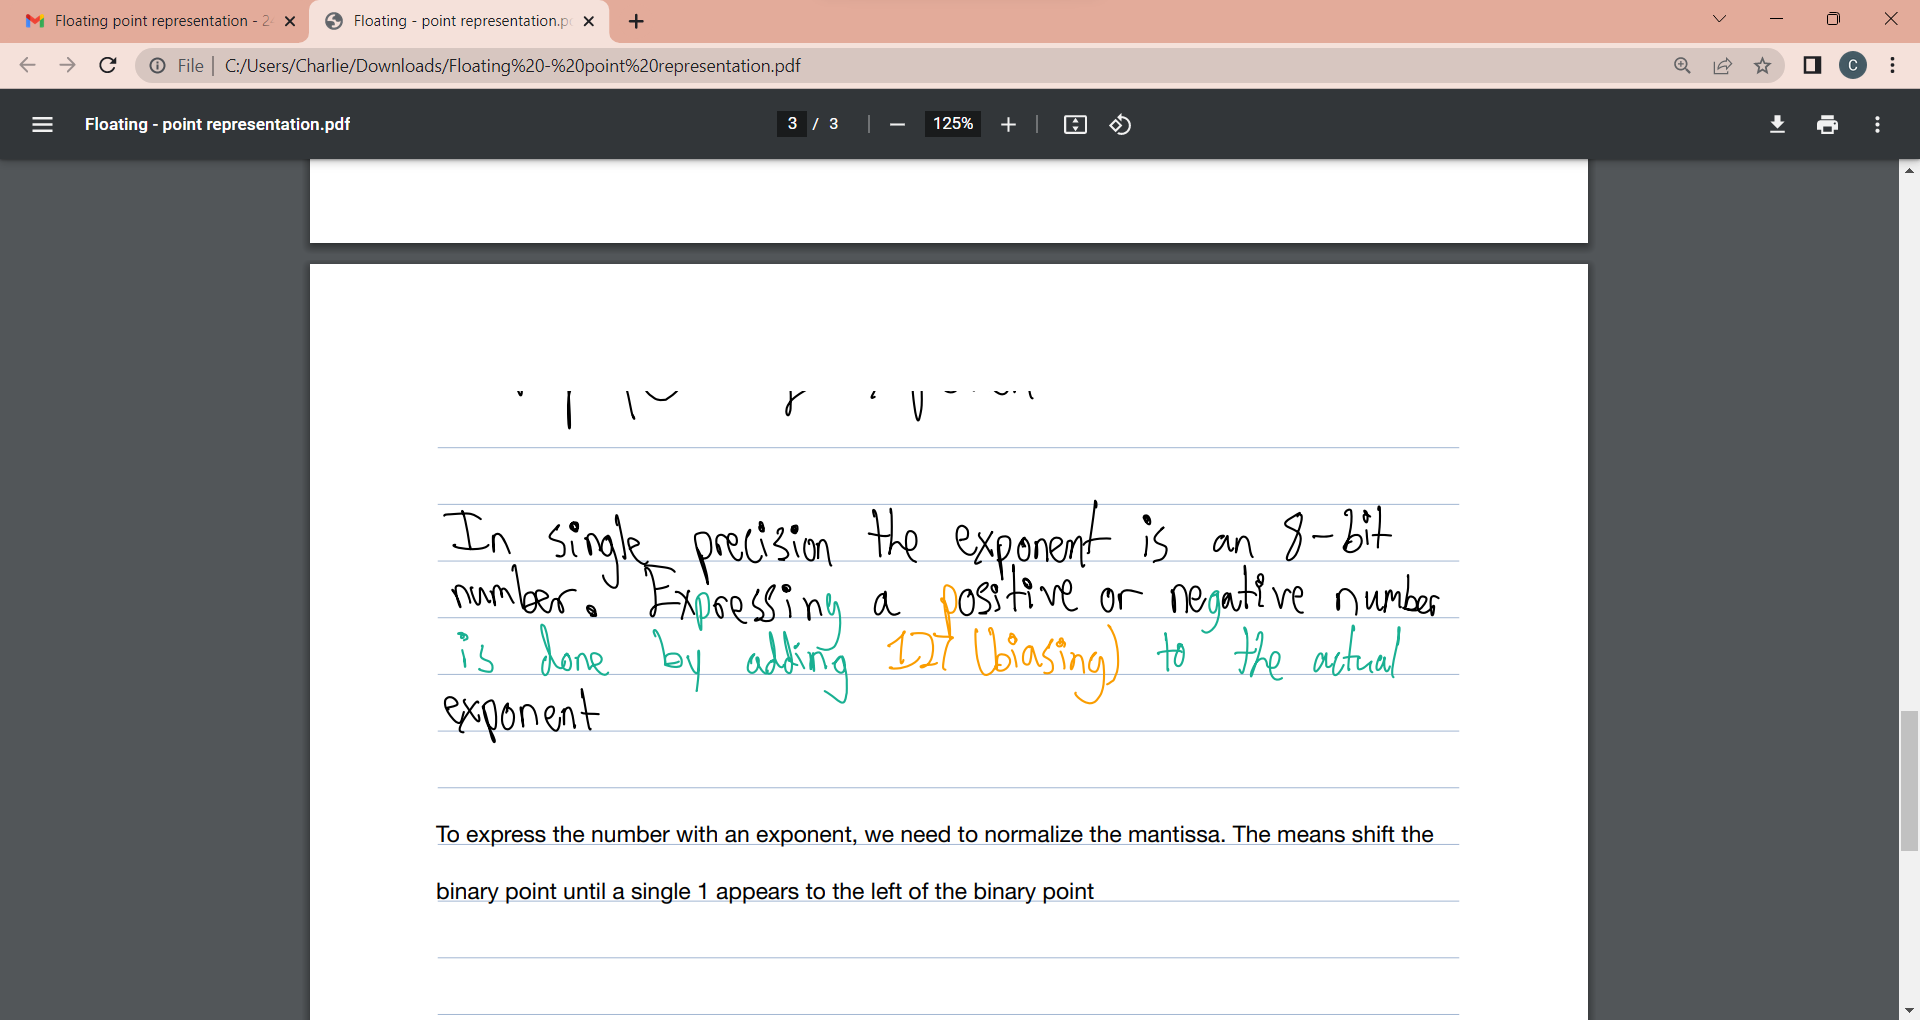 Floating point representation - 2
Floating - point representation.p
File
C:/Users/Charlie/Downloads/Floating%20-%20point%20representation.pdf
C
Floating - point representation.pdf
3 / 3
125%
In single precision the exponent is an 8-bit
number. Expressing a positive or negative number
is done by adding 127 (biasing) to the actual
exponent
To express the number with an exponent, we need to normalize the mantissa. The means shift the
binary point until a single 1 appears to the left of the binary point